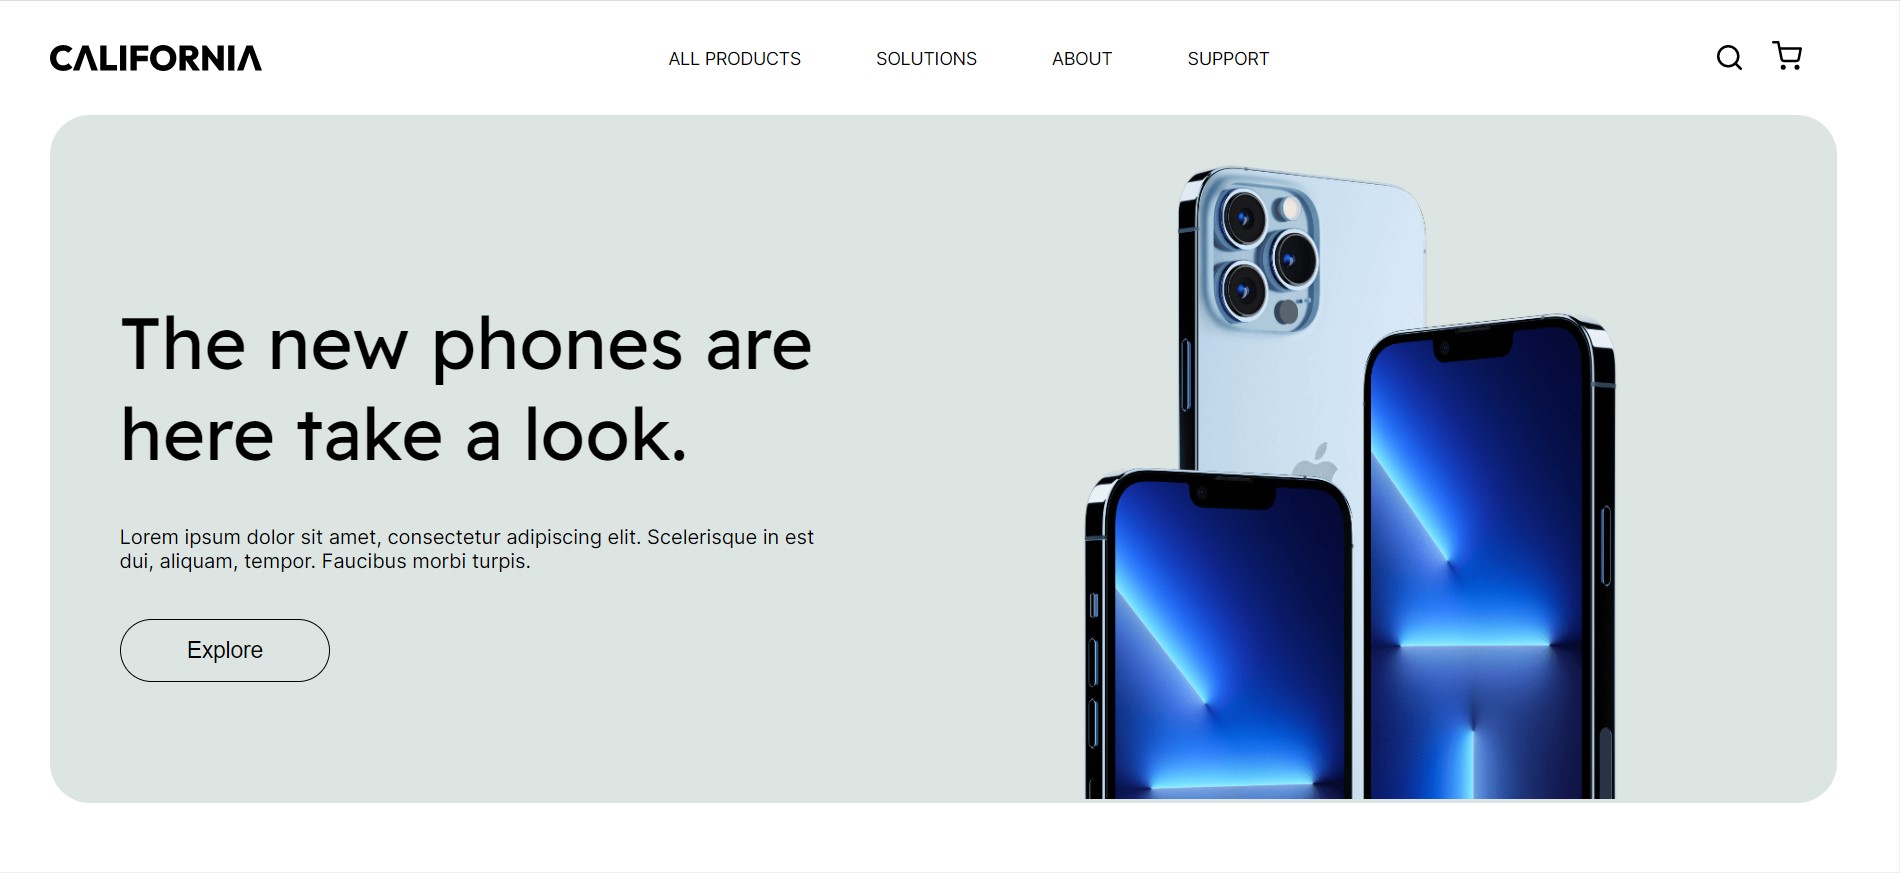 CALIFORNIA
ALL PRODUCTS SOLUTIONS ABOUT SUPPORT
The new phones are
here take a look.
Lorem ipsum dolor sit amet, consectetur adipiscing elit. Scelerisque in est
dui, aliquam, tempor. Faucibus morbi turpis.
Explore